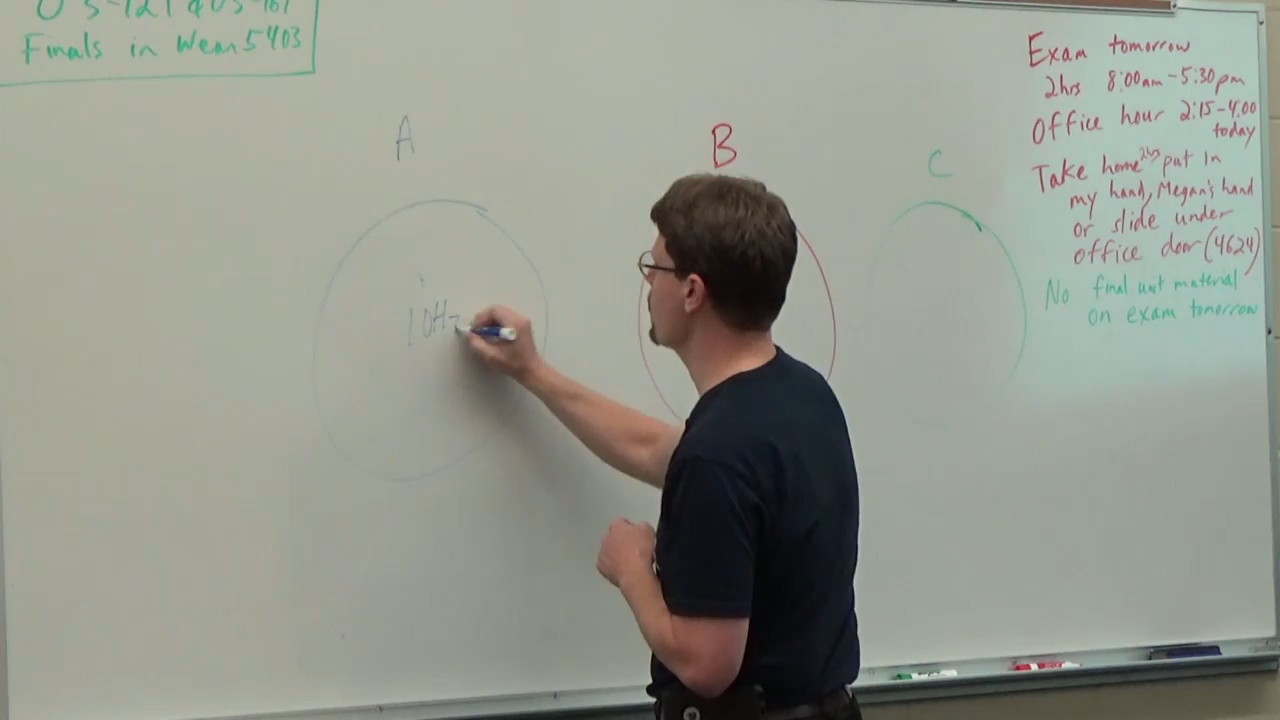 Finals in Wean 5403
A
B
C
10Hz
Exam tomorrow
2hrs 8:00am-5:30pm
Office hour 2:15-4:00
today
Take home 2hrs put in
my hand, Megan's hand
or slide under
office door (4624)
No final unit material
on exam tomorrow